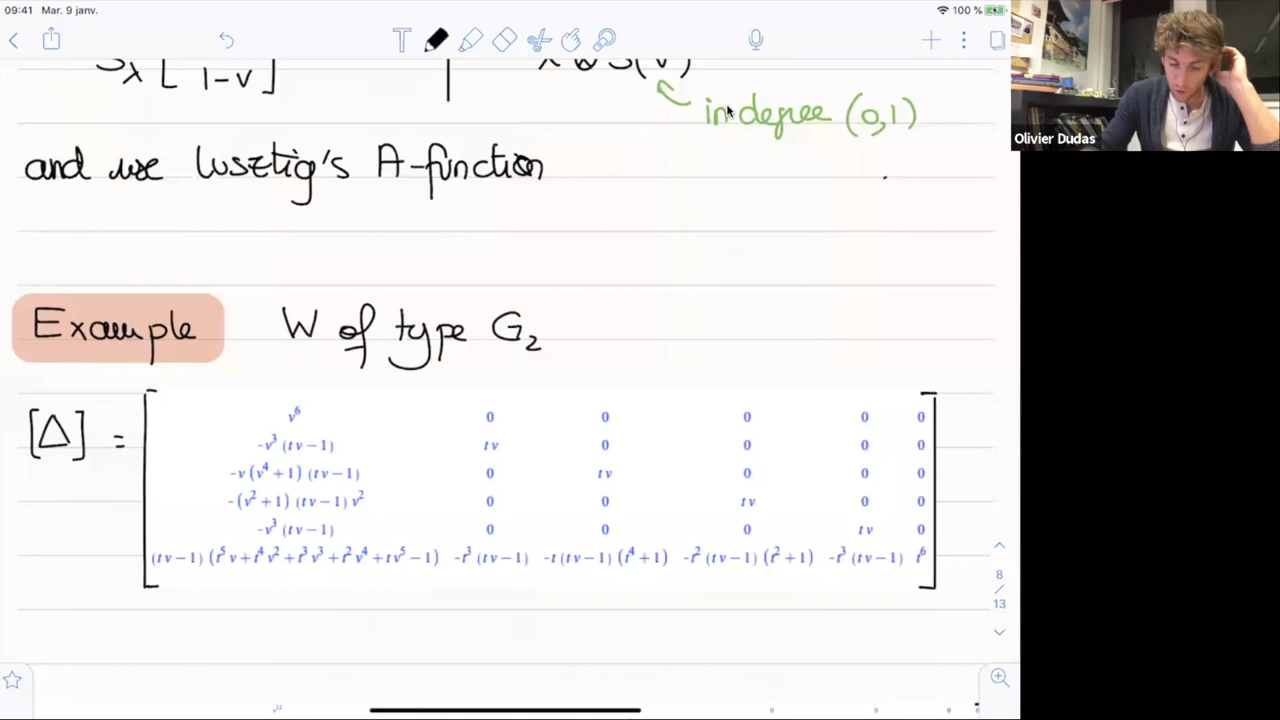 09:41 Mar. 9 janv.
100 %
Sλ [ 1-v ]
in degree (0,1)
Olivier Dudas
and use Lusztig's A-function
Example W of type G₂
[Δ] =
v⁶ 0 0 0 0 0
-v³ (tv-1) tv 0 0 0 0
-v (v⁴+1) (tv-1) 0 tv 0 0 0
-(v²+1) (tv-1) v² 0 0 tv 0 0
-v³ (tv-1) 0 0 0 tv 0
(tv-1) (t⁵v+t⁴v²+t³v³+t²v⁴+tv⁵-1) -t³ (tv-1) -t (tv-1) (t⁴+1) -t² (tv-1) (t²+1) -t³ (tv-1) t⁶
8
/
13